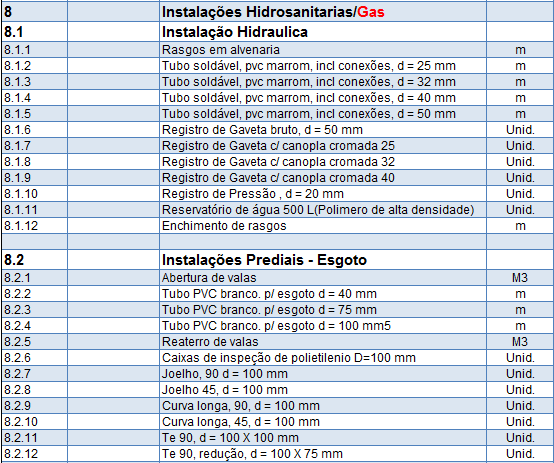 8 Instalações Hidrosanitarias/Gas
8.1 Instalação Hidraulica
8.1.1 Rasgos em alvenaria m
8.1.2 Tubo soldável, pvc marrom, incl conexões, d = 25 mm m
8.1.3 Tubo soldável, pvc marrom, incl conexões, d = 32 mm m
8.1.4 Tubo soldável, pvc marrom, incl conexões, d = 40 mm m
8.1.5 Tubo soldável, pvc marrom, incl conexões, d = 50 mm m
8.1.6 Registro de Gaveta bruto, d = 50 mm Unid.
8.1.7 Registro de Gaveta c/ canopla cromada 25 Unid.
8.1.8 Registro de Gaveta c/ canopla cromada 32 Unid.
8.1.9 Registro de Gaveta c/ canopla cromada 40 Unid.
8.1.10 Registro de Pressão , d = 20 mm Unid.
8.1.11 Reservatório de água 500 L(Polimero de alta densidade) Unid.
8.1.12 Enchimento de rasgos m
8.2 Instalações Prediais - Esgoto
8.2.1 Abertura de valas M3
8.2.2 Tubo PVC branco. p/ esgoto d = 40 mm m
8.2.3 Tubo PVC branco. p/ esgoto d = 75 mm m
8.2.4 Tubo PVC branco. p/ esgoto d = 100 mm5 m
8.2.5 Reaterro de valas M3
8.2.6 Caixas de inspeção de polietilenio D=100 mm Unid.
8.2.7 Joelho, 90 d = 100 mm Unid.
8.2.8 Joelho 45, d = 100 mm Unid.
8.2.9 Curva longa, 90, d = 100 mm Unid.
8.2.10 Curva longa, 45, d = 100 mm Unid.
8.2.11 Te 90, d = 100 X 100 mm Unid.
8.2.12 Te 90, redução, d = 100 X 75 mm Unid.